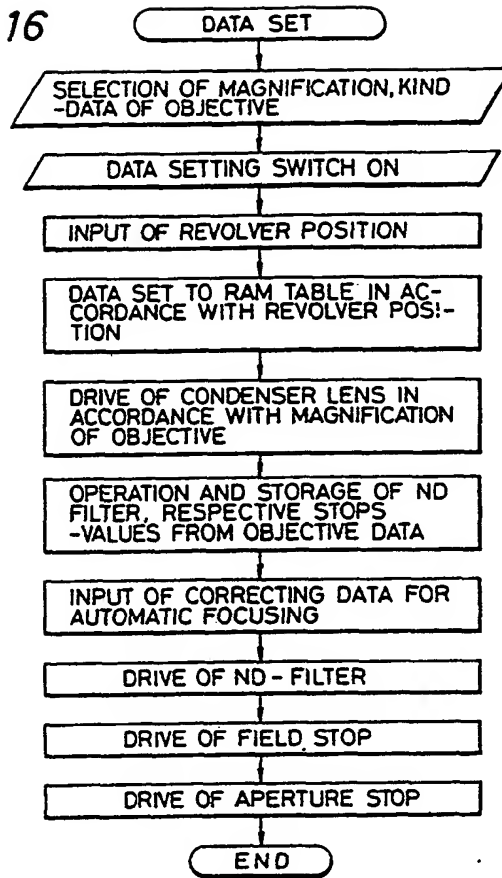 16
DATA SET
SELECTION OF MAGNIFICATION, KIND
-DATA OF OBJECTIVE
DATA SETTING SWITCH ON
INPUT OF REVOLVER POSITION
DATA SET TO RAM TABLE IN AC-
CORDANCE WITH REVOLVER POSI-
TION
DRIVE OF CONDENSER LENS IN
ACCORDANCE WITH MAGNIFICATION
OF OBJECTIVE
OPERATION AND STORAGE OF ND
FILTER, RESPECTIVE STOPS
-VALUES FROM OBJECTIVE DATA
INPUT OF CORRECTING DATA FOR
AUTOMATIC FOCUSING
DRIVE OF ND-FILTER
DRIVE OF FIELD STOP
DRIVE OF APERTURE STOP
END